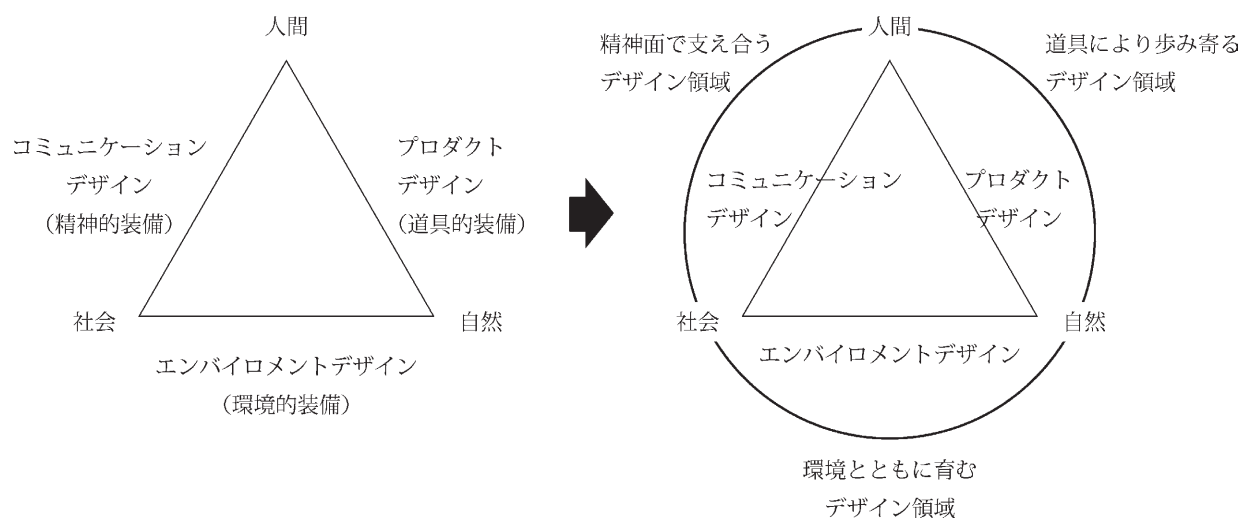 人間
コミュニケーション
デザイン
（精神的装備）
プロダクト
デザイン
（道具的装備）
社会
自然
エンバイロメントデザイン
（環境的装備）
人間
精神面で支え合う
デザイン領域
道具により歩み寄る
デザイン領域
コミュニケーション
デザイン
プロダクト
デザイン
社会
自然
エンバイロメントデザイン
環境とともに育む
デザイン領域